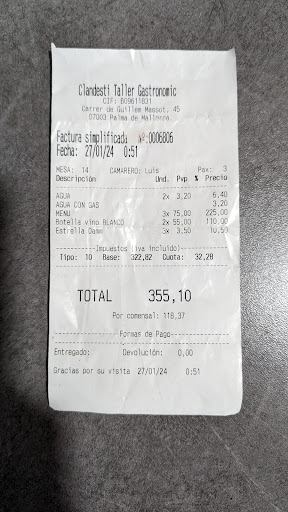 Clandestí Taller Gastronomic
CIF: B09611831
Carrer de Guillem Massot, 45
07003 Palma de Mallorca
Factura simplificada Nº:0006806
Fecha: 27/01/24 0:51
MESA: 14 CAMARERO: Luis Pax: 3
Descripción Und. Pvp % Precio
AGUA 2x 3,20 6,40
AGUA CON GAS 3,20
MENU 3x 75,00 225,00
Botella vino BLANCO 2x 55,00 110,00
Estrella Damm 3x 3,50 10,50
Impuestos (iva incluido)
Tipo: 10 Base: 322,82 Cuota: 32,28
TOTAL 355,10
Por comensal: 118,37
Formas de Pago
Entregado: Devolución: 0,00
Gracias por su visita 27/01/24 0:51